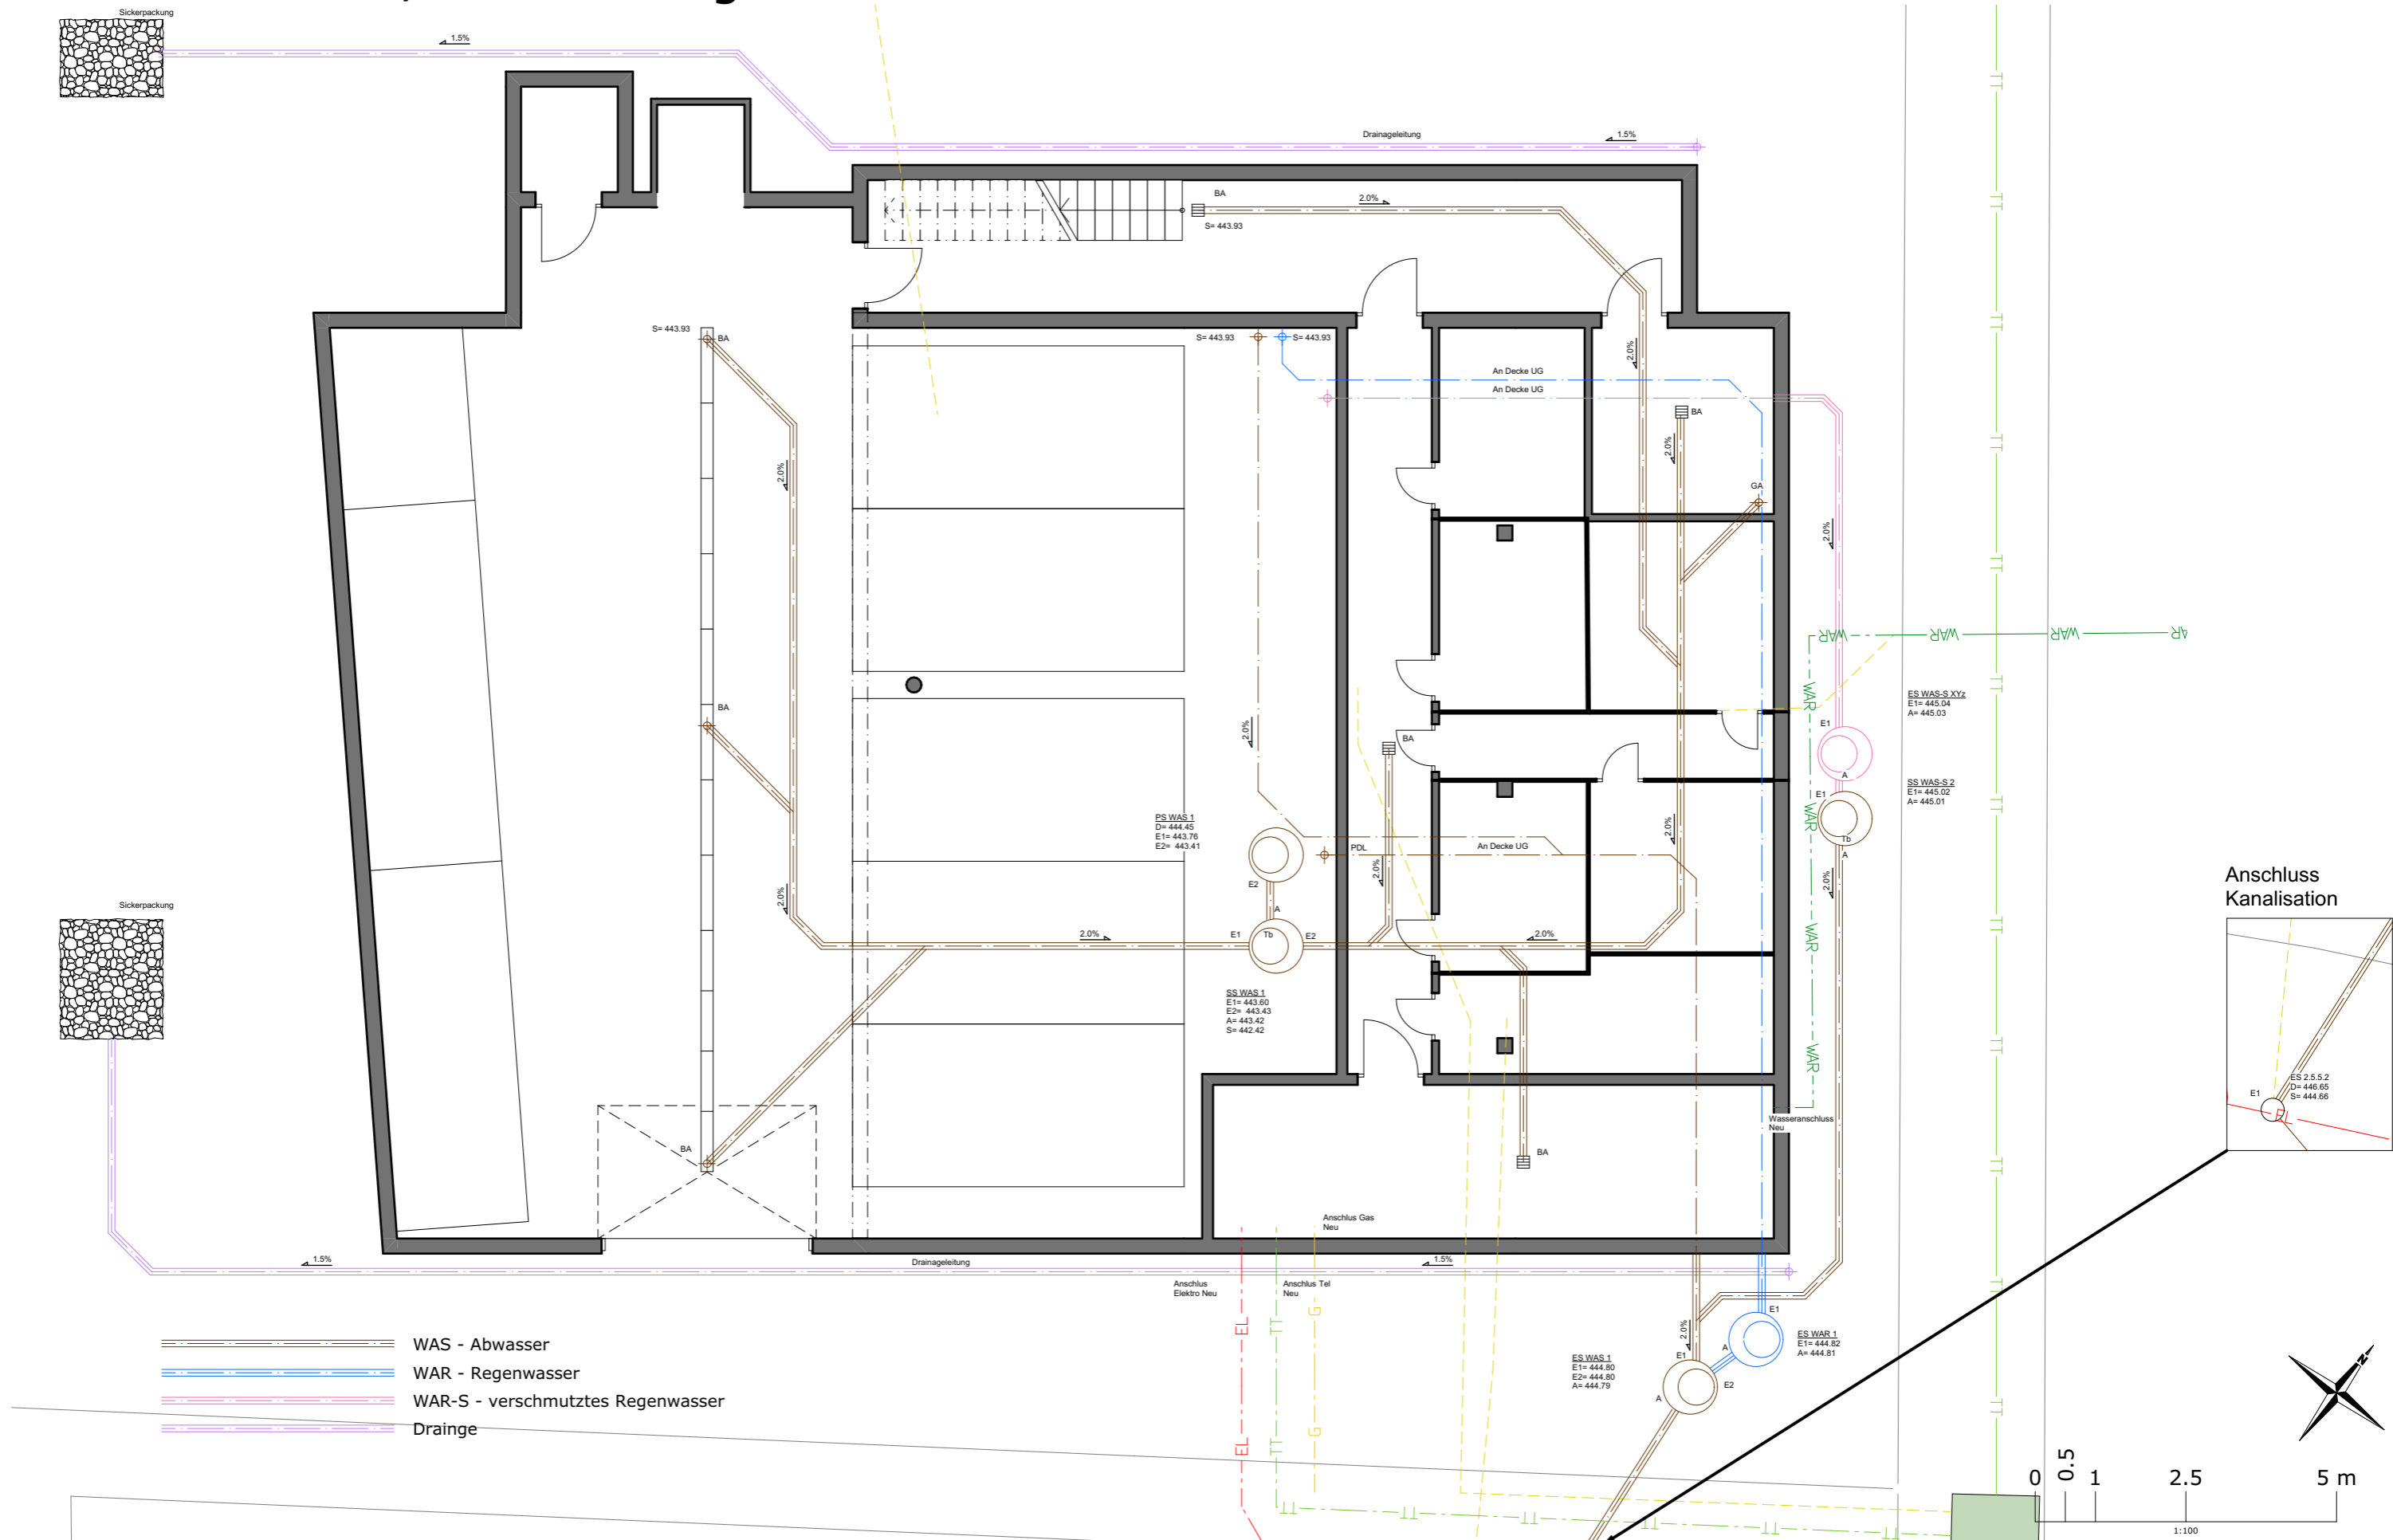 Sickerpackung
1.5%
Drainageleitung
1.5%
BA
2.0%
S= 443.93
S= 443.93
BA
S= 443.93
S= 443.93
2.0%
An Decke UG
An Decke UG
BA
2.0%
2.0%
GA
2.0%
WAR
WAR
WAR
AR
WAR
ES WAS-S XYz
E1= 445.04
A= 445.03
E1
A
BA
2.0%
BA
SS WAS-S 2
E1= 445.02
A= 445.01
E1
Tb
A
WAR
PS WAS 1
D= 444.45
E1= 443.76
E2= 443.41
PDL
An Decke UG
2.0%
2.0%
2.0%
E2
A
2.0%
Anschluss
Kanalisation
Sickerpackung
2.0%
E1
Tb
E2
2.0%
WAR
SS WAS 1
E1= 443.60
E2= 443.43
A= 443.42
S= 442.42
WAR
ES 2.5.5.2
D= 446.65
S= 444.66
E1
EL
Wasseranschluss
Neu
BA
BA
Anschlus Gas
Neu
1.5%
Drainageleitung
1.5%
Anschlus
Elektro Neu
Anschlus Tel
Neu
EL
G
E1
2.0%
ES WAR 1
E1= 444.82
A= 444.81
A
E1
ES WAS 1
E1= 444.80
E2= 444.80
A= 444.79
E2
A
WAS - Abwasser
WAR - Regenwasser
WAR-S - verschmutztes Regenwasser
Drainge
EL
G
N
0
0.5
1
2.5
5 m
1:100